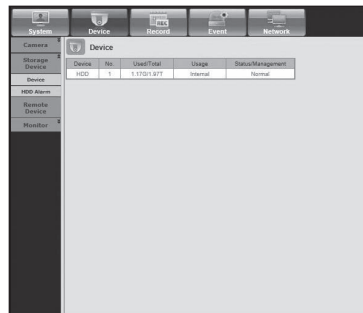 System Device Record Event Network
Camera
Storage Device
Device
HDD Alarm
Remote Device
Monitor
Device
Device No. Used/Total Usage Status/Management
HDD 1 1.17G/1.97T Internal Normal